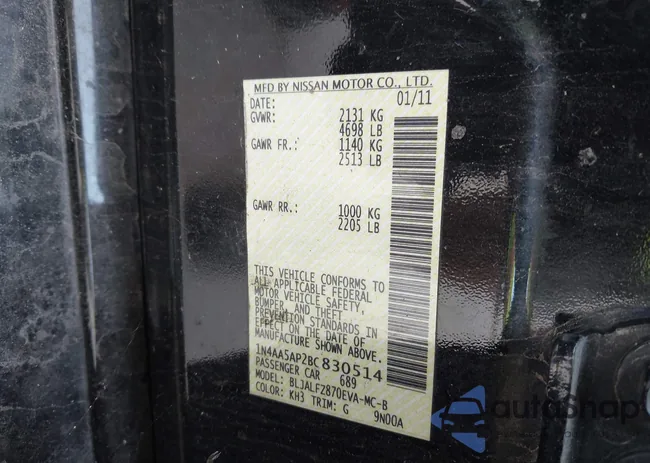 MFD BY NISSAN MOTOR CO., LTD.
DATE: 01/11
GVWR: 2131 KG
4698 LB
GAWR FR.: 1140 KG
2513 LB
GAWR RR.: 1000 KG
2205 LB
THIS VEHICLE CONFORMS TO
ALL APPLICABLE FEDERAL
MOTOR VEHICLE SAFETY,
BUMPER, AND THEFT
PREVENTION STANDARDS IN
EFFECT ON THE DATE OF
MANUFACTURE SHOWN ABOVE.
1N4AA5AP2BC830514
PASSENGER CAR 689
MODEL: BLJALFZ870EVA-MC-B
COLOR: KH3 TRIM: G 9N00A
autoSnap